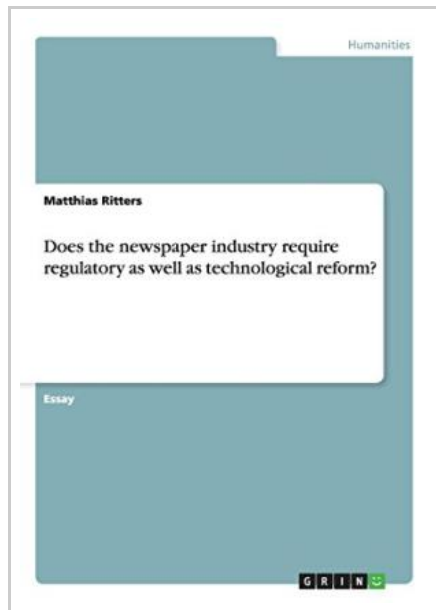 Humanities
Matthias Ritters
Does the newspaper industry require
regulatory as well as technological reform?
Essay
GRIN